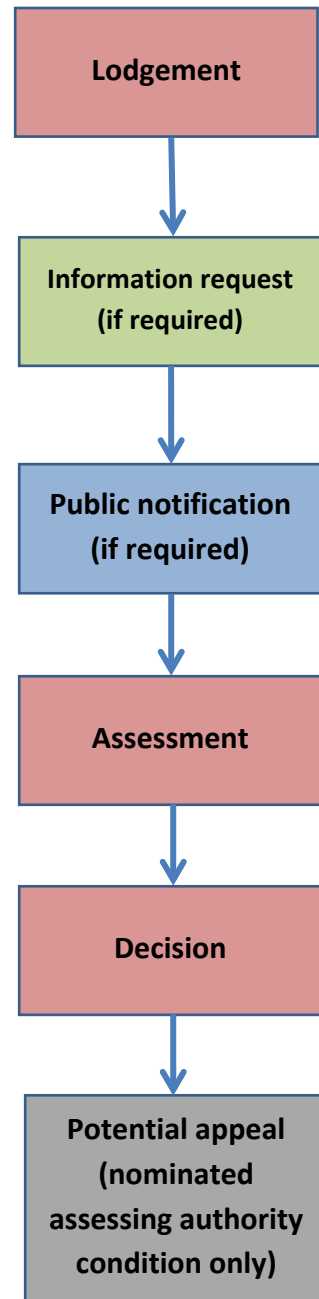 Lodgement
Information request
(if required)
Public notification
(if required)
Assessment
Decision
Potential appeal
(nominated
assessing authority
condition only)